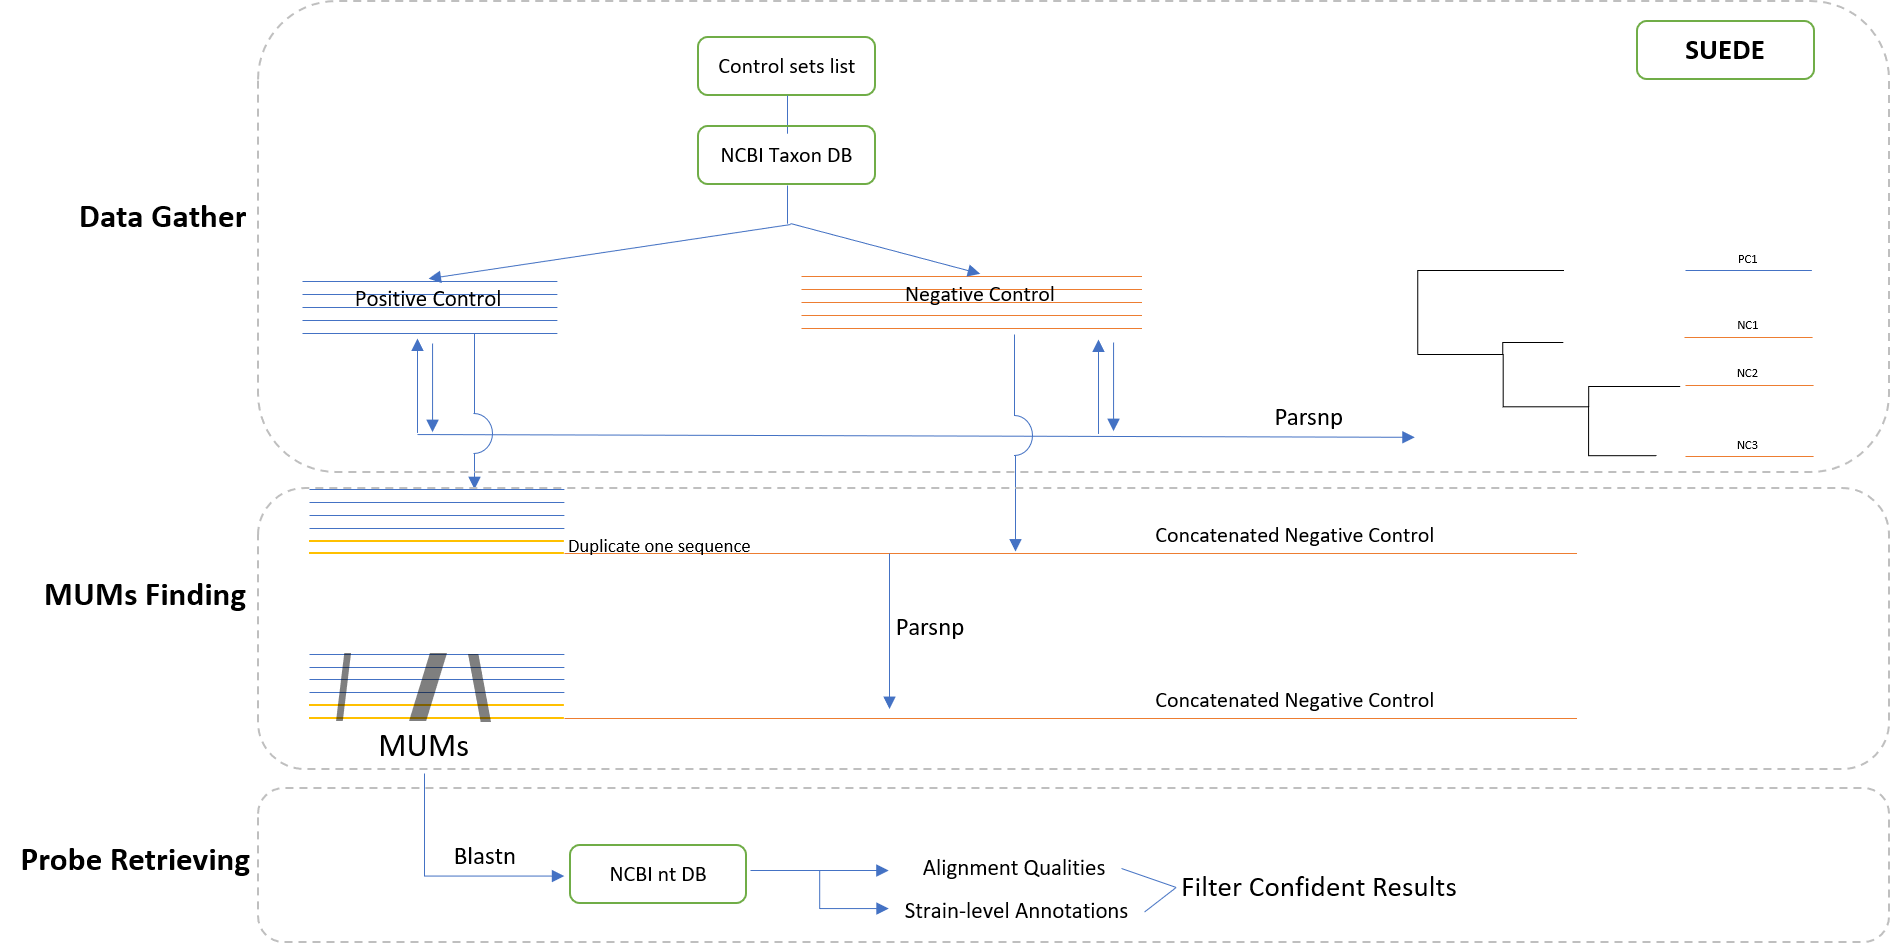 SUEDE
Control sets list
NCBI Taxon DB
Data Gather
Positive Control
Negative Control
PC1
NC1
NC2
NC3
Parsnp
MUMs Finding
Duplicate one sequence
Concatenated Negative Control
Parsnp
Concatenated Negative Control
MUMs
Probe Retrieving
Blastn
NCBI nt DB
Alignment Qualities
Strain-level Annotations
Filter Confident Results